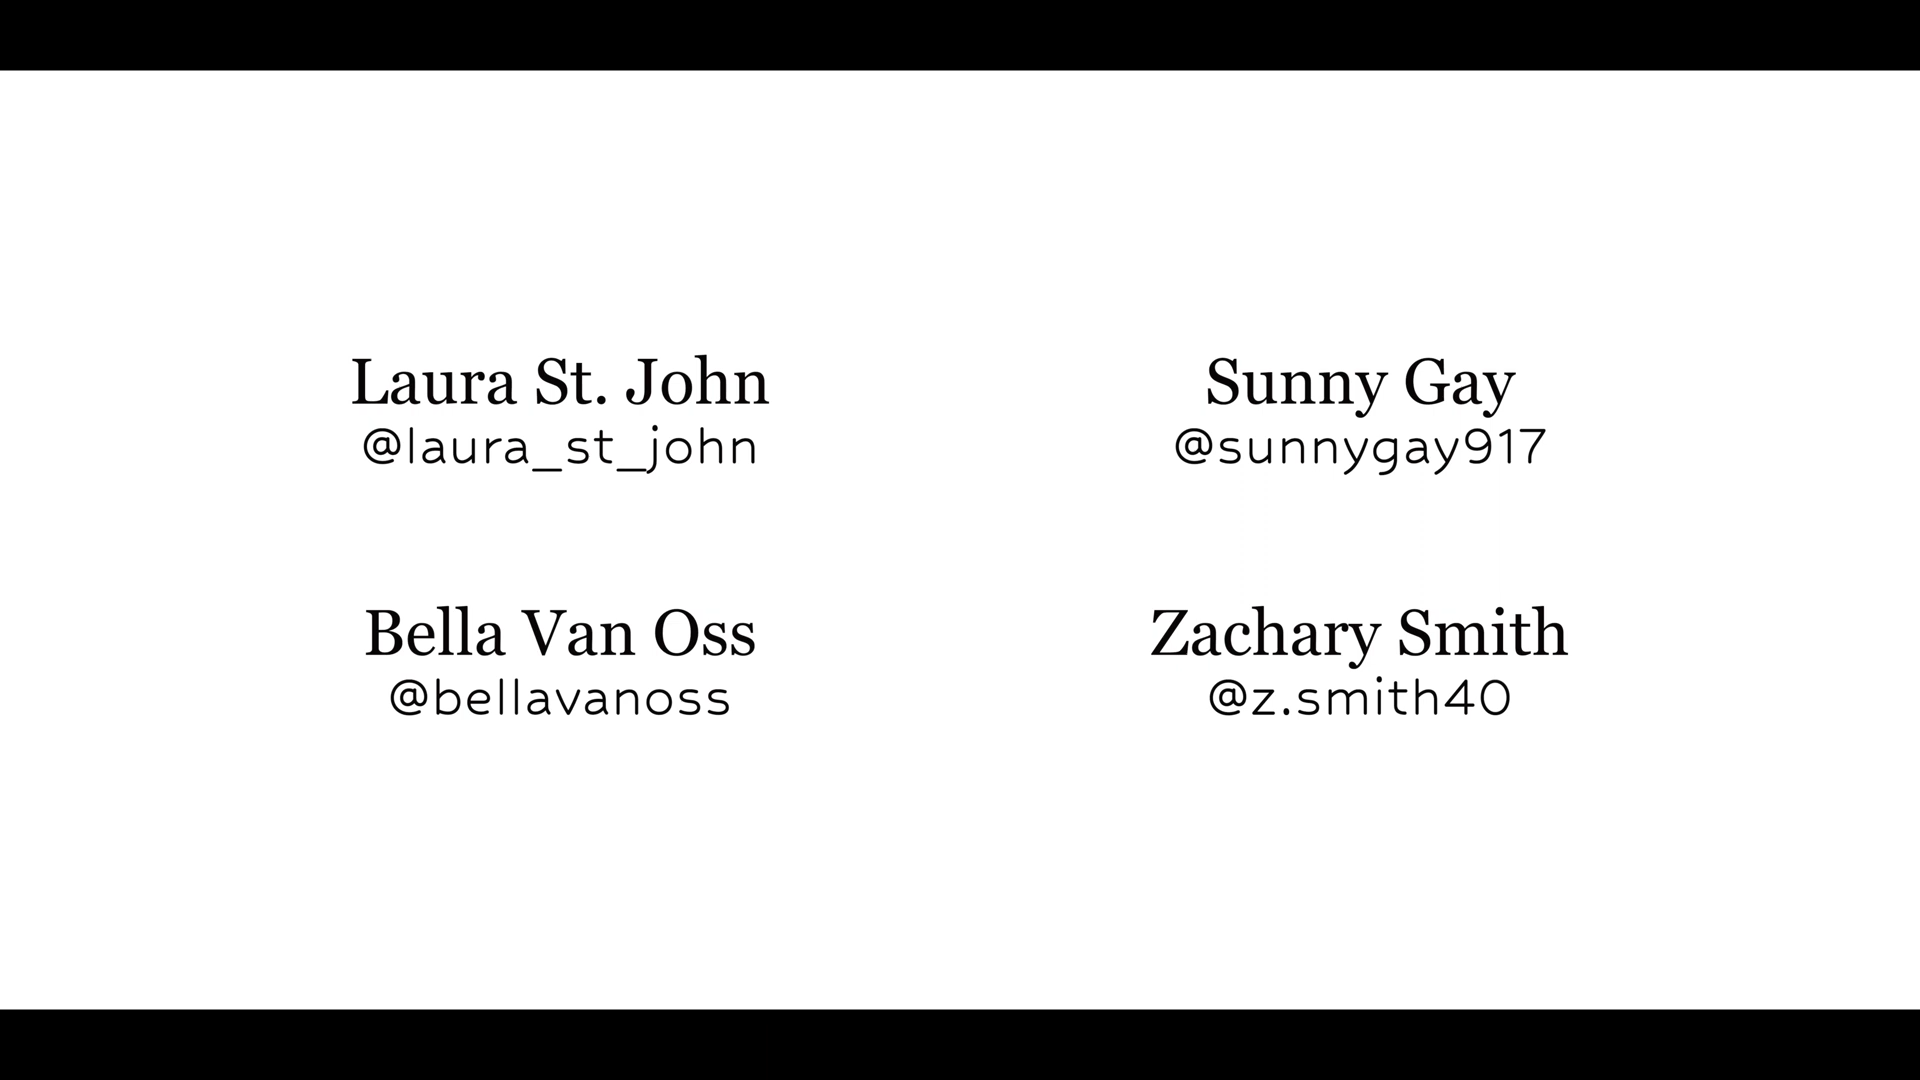 Laura St. John
@laura_st_john
Sunny Gay
@sunnygay917
Bella Van Oss
@bellavanoss
Zachary Smith
@z.smith40